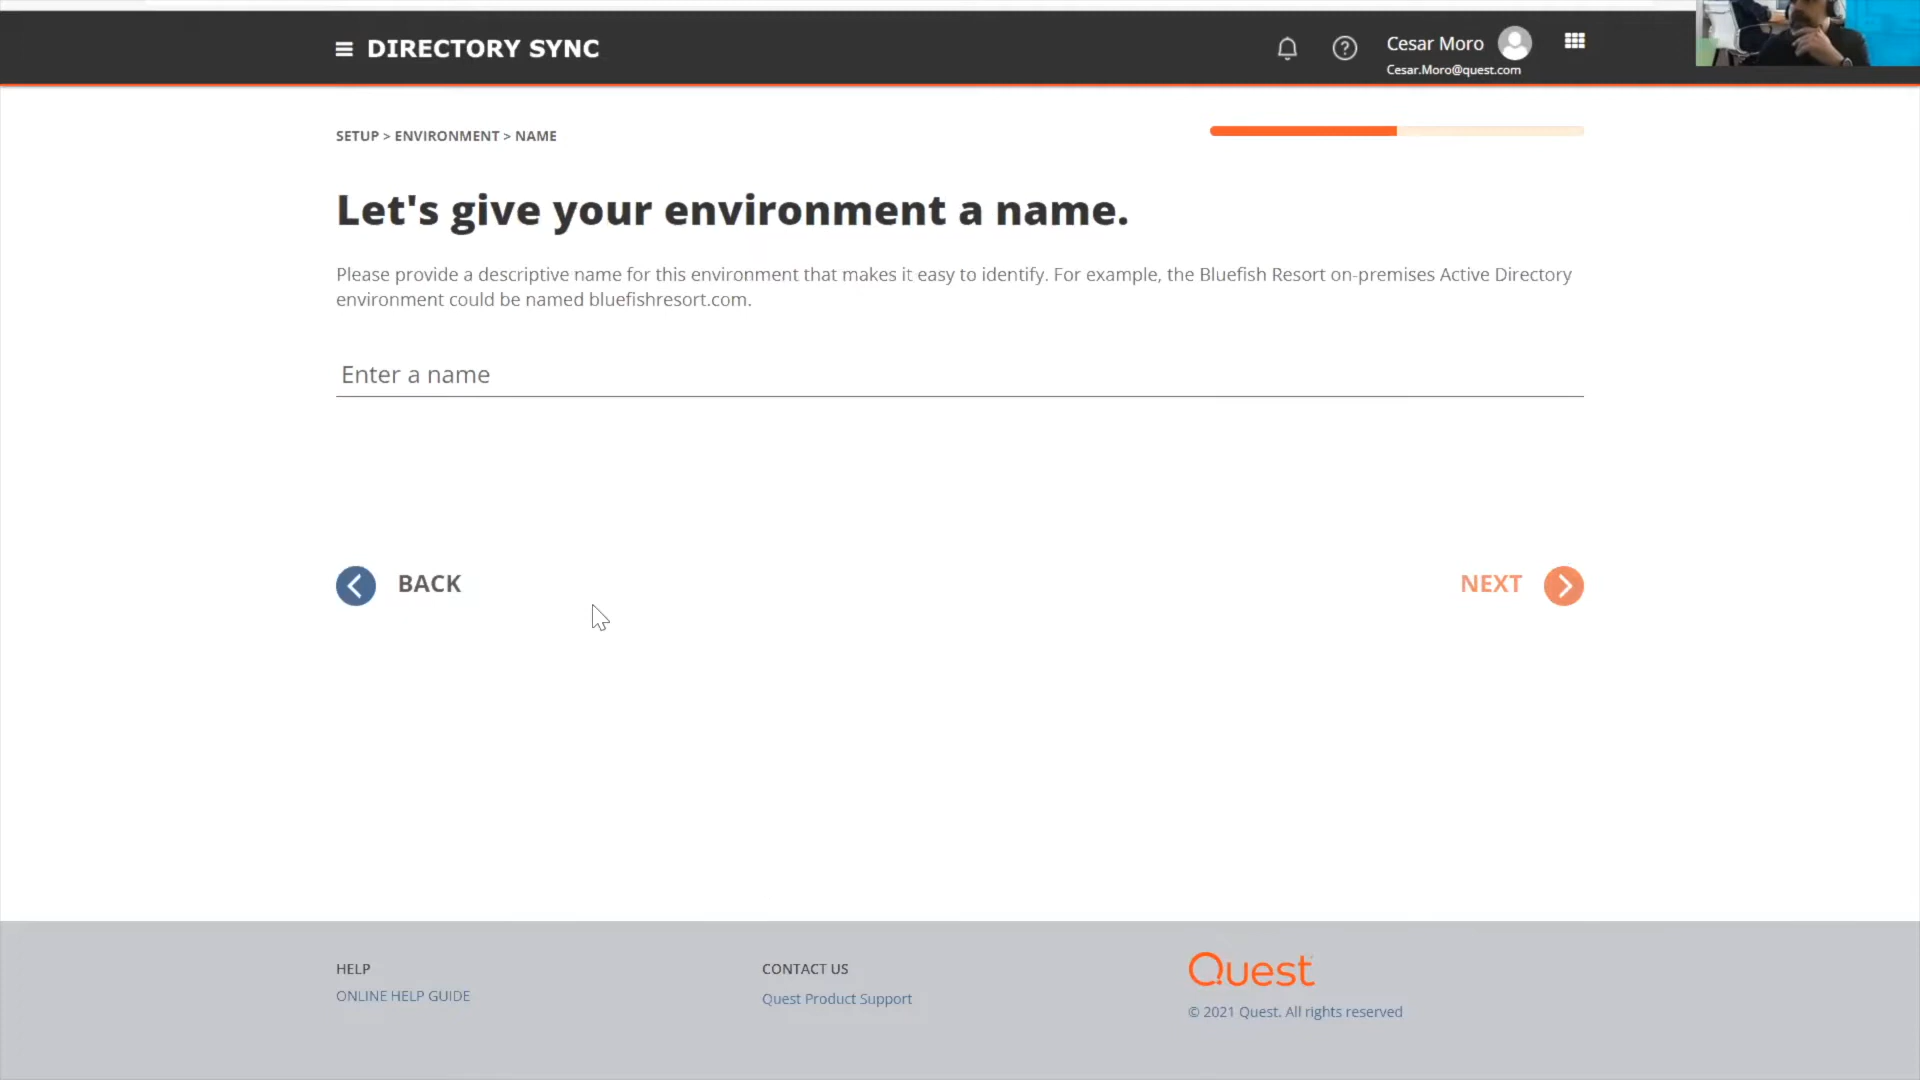 DIRECTORY SYNC
Cesar Moro
Cesar.Moro@quest.com
SETUP > ENVIRONMENT > NAME
Let's give your environment a name.
Please provide a descriptive name for this environment that makes it easy to identify. For example, the Bluefish Resort on-premises Active Directory
environment could be named bluefishresort.com.
Enter a name
BACK
NEXT
HELP
ONLINE HELP GUIDE
CONTACT US
Quest Product Support
Quest
© 2021 Quest. All rights reserved